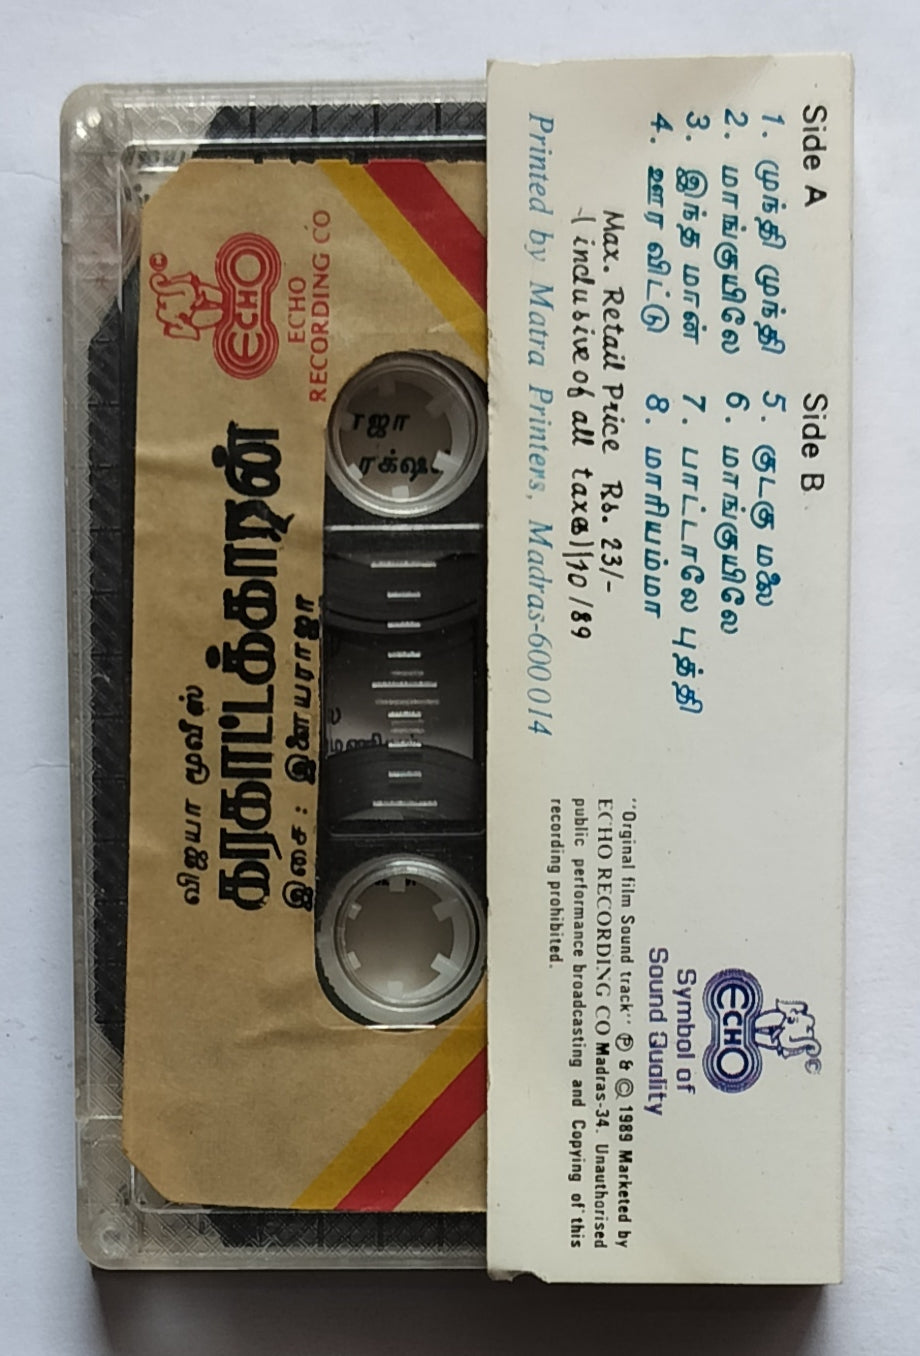 Side A
1. முந்தி முந்தி
2. மாங்குயிலே
3. இந்த மான்
4. ஊர விட்டு
Side B
5. குடகு மலை
6. மாங்குயிலே
7. பாட்டாலே புத்தி
8. மாரியம்மா
Max. Retail Price Rs. 23/-
( inclusive of all taxes) 10/89
Printed by Matra Printers, Madras-600 014
ECHO
Symbol of
Sound Quality
"Orginal film Sound track" ℗ & © 1989 Marketed by
ECHO RECORDING CO Madras-34. Unauthorised
public performance broadcasting and Copying of this
recording prohibited.
ECHO
ECHO
RECORDING CO
விஜயா மூவீஸ்
கரகாட்டக்காரன்
இசை : இளையராஜா